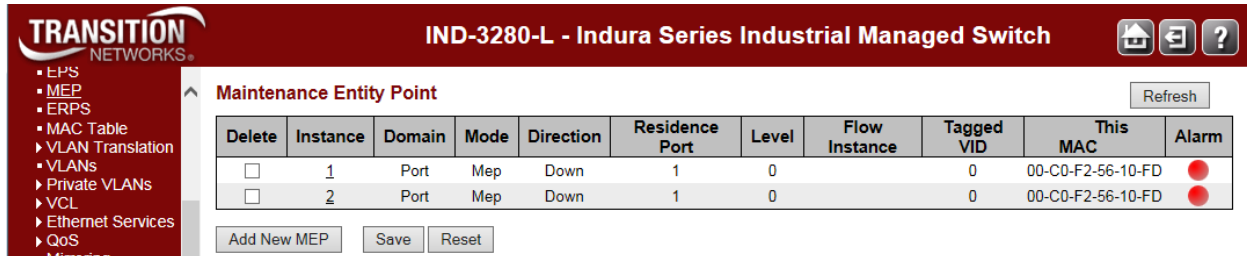 TRANSITION
NETWORKS®
IND-3280-L - Indura Series Industrial Managed Switch
?
EPS
MEP
ERPS
MAC Table
VLAN Translation
VLANs
Private VLANs
VCL
Ethernet Services
QoS
Mirroring
Maintenance Entity Point
Refresh
Delete Instance Domain Mode Direction Residence Port Level Flow Instance Tagged VID This MAC Alarm
1 Port Mep Down 1 0 0 00-C0-F2-56-10-FD
2 Port Mep Down 1 0 0 00-C0-F2-56-10-FD
Add New MEP Save Reset